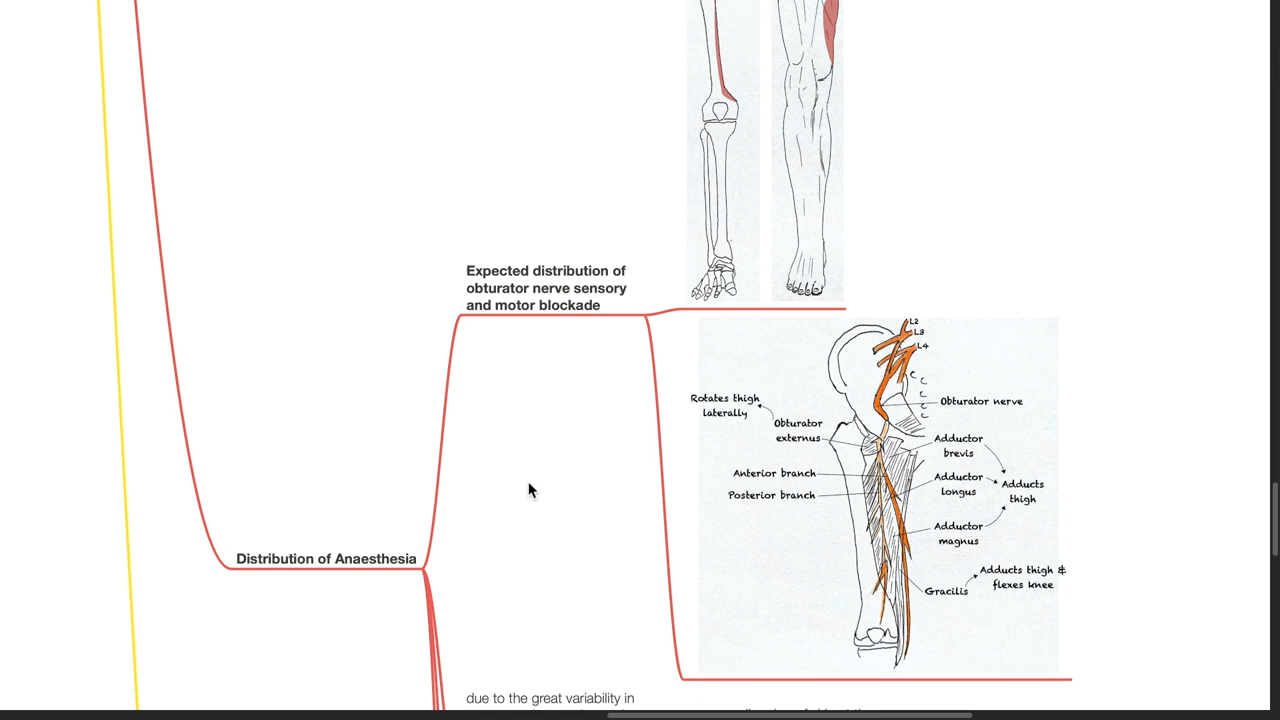 Expected distribution of
obturator nerve sensory
and motor blockade
L2
L3
L4
Rotates thigh
laterally
Obturator nerve
Obturator
externus
Adductor
brevis
Anterior branch
Adductor
longus
Adducts
thigh
Posterior branch
Adductor
magnus
Distribution of Anaesthesia
Adducts thigh &
flexes knee
Gracilis
due to the great variability in